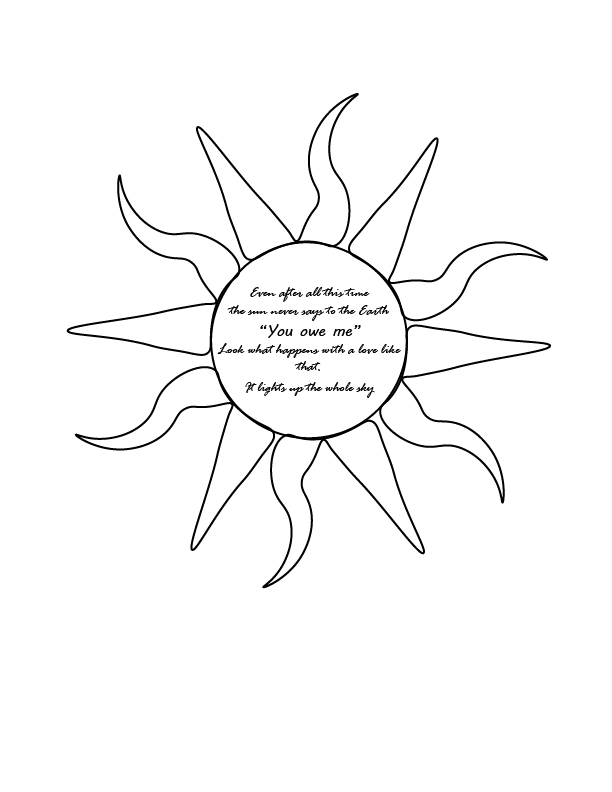 Even after all this time
the sun never says to the Earth
“You owe me”
Look what happens with a love like
that.
It lights up the whole sky